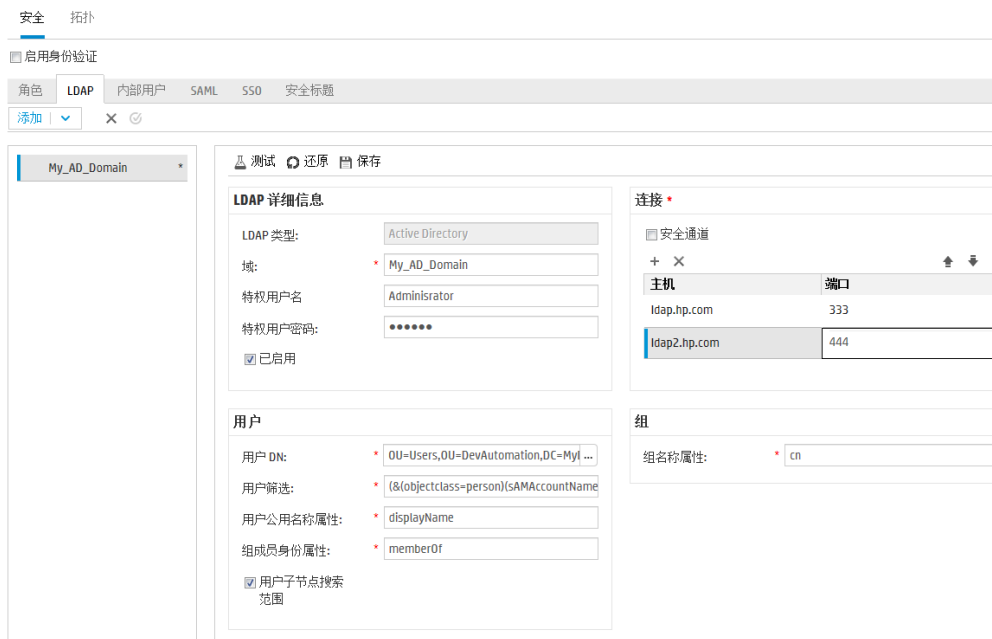 安全 拓扑
启用身份验证
角色 LDAP 内部用户 SAML SSO 安全标题
添加
My_AD_Domain *
测试 还原 保存
LDAP 详细信息
LDAP 类型: Active Directory
域: * My_AD_Domain
特权用户名 Adminisrator
特权用户密码: ●●●●●●
已启用
连接 *
安全通道
主机 端口
ldap.hp.com 333
ldap2.hp.com 444
用户
用户 DN: * OU=Users,OU=DevAutomation,DC=MyI ...
用户筛选: * (&(objectclass=person)(sAMAccountName
用户公用名称属性: * displayName
组成员身份属性: * memberOf
用户子节点搜索
范围
组
组名称属性: * cn